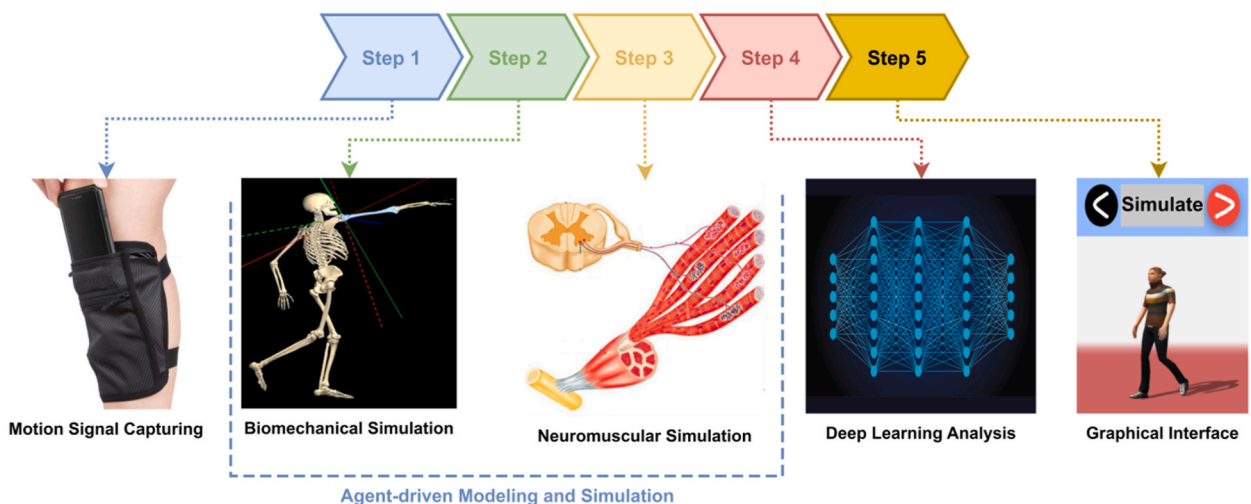 Step 1
Step 2
Step 3
Step 4
Step 5
Simulate
Motion Signal Capturing
Biomechanical Simulation
Neuromuscular Simulation
Deep Learning Analysis
Graphical Interface
Agent-driven Modeling and Simulation